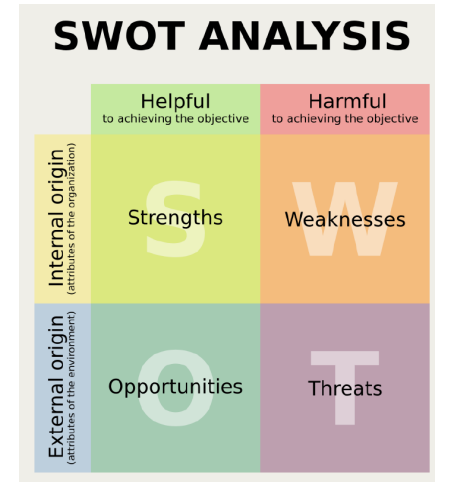 SWOT ANALYSIS
Helpful
to achieving the objective
Harmful
to achieving the objective
Internal origin
(attributes of the organization)
S
Strengths
W
Weaknesses
External origin
(attributes of the environment)
O
Opportunities
T
Threats